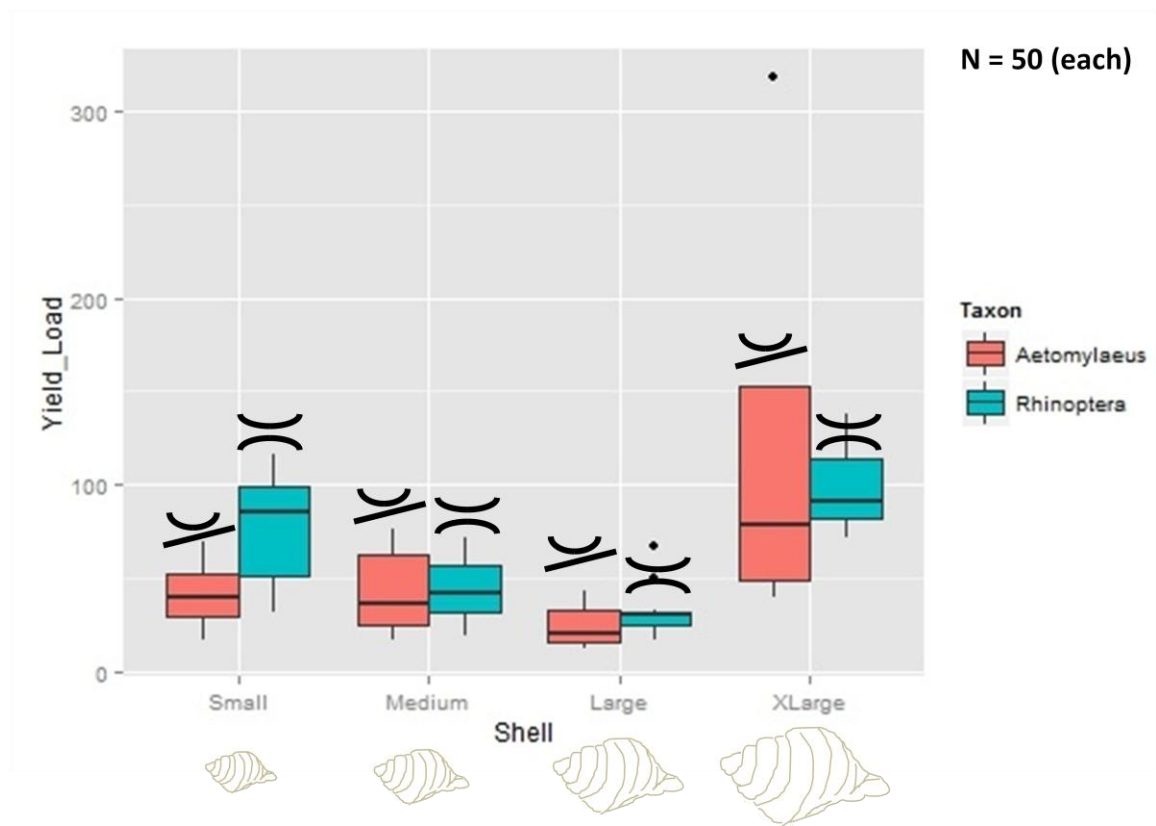 N = 50 (each)
300
200
100
0
Yield_Load
Small Medium Large XLarge
Shell
Taxon
Aetomylaeus
Rhinoptera